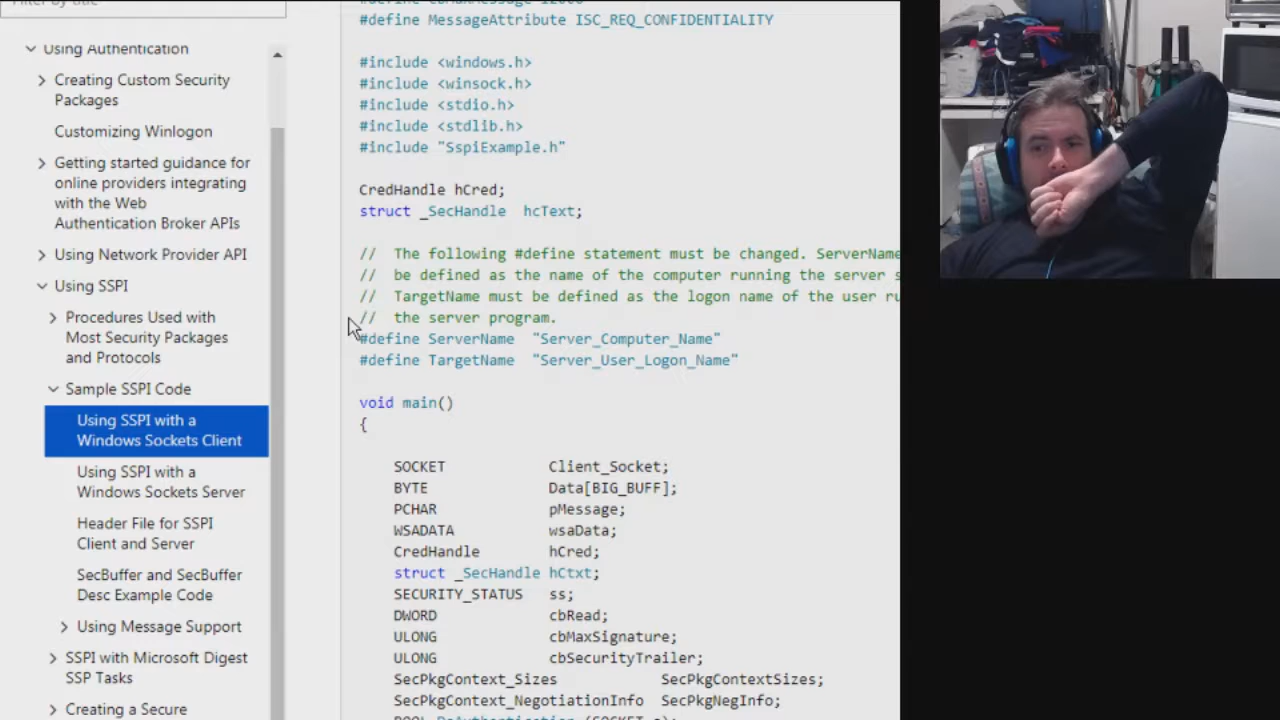 Using Authentication
Creating Custom Security
Packages
Customizing Winlogon
Getting started guidance for
online providers integrating
with the Web
Authentication Broker APIs
Using Network Provider API
Using SSPI
Procedures Used with
Most Security Packages
and Protocols
Sample SSPI Code
Using SSPI with a
Windows Sockets Client
Using SSPI with a
Windows Sockets Server
Header File for SSPI
Client and Server
SecBuffer and SecBuffer
Desc Example Code
Using Message Support
SSPI with Microsoft Digest
SSP Tasks
Creating a Secure
#define MessageAttribute ISC_REQ_CONFIDENTIALITY
#include <windows.h>
#include <winsock.h>
#include <stdio.h>
#include <stdlib.h>
#include "SspiExample.h"
CredHandle hCred;
struct _SecHandle  hcText;
//  The following #define statement must be changed. ServerName
//  be defined as the name of the computer running the server s
//  TargetName must be defined as the logon name of the user ru
//  the server program.
#define ServerName  "Server_Computer_Name"
#define TargetName  "Server_User_Logon_Name"
void main()
{
SOCKET            Client_Socket;
BYTE              Data[BIG_BUFF];
PCHAR             pMessage;
WSADATA           wsaData;
CredHandle        hCred;
struct _SecHandle hCtxt;
SECURITY_STATUS   ss;
DWORD             cbRead;
ULONG             cbMaxSignature;
ULONG             cbSecurityTrailer;
SecPkgContext_Sizes            SecPkgContextSizes;
SecPkgContext_NegotiationInfo  SecPkgNegInfo;